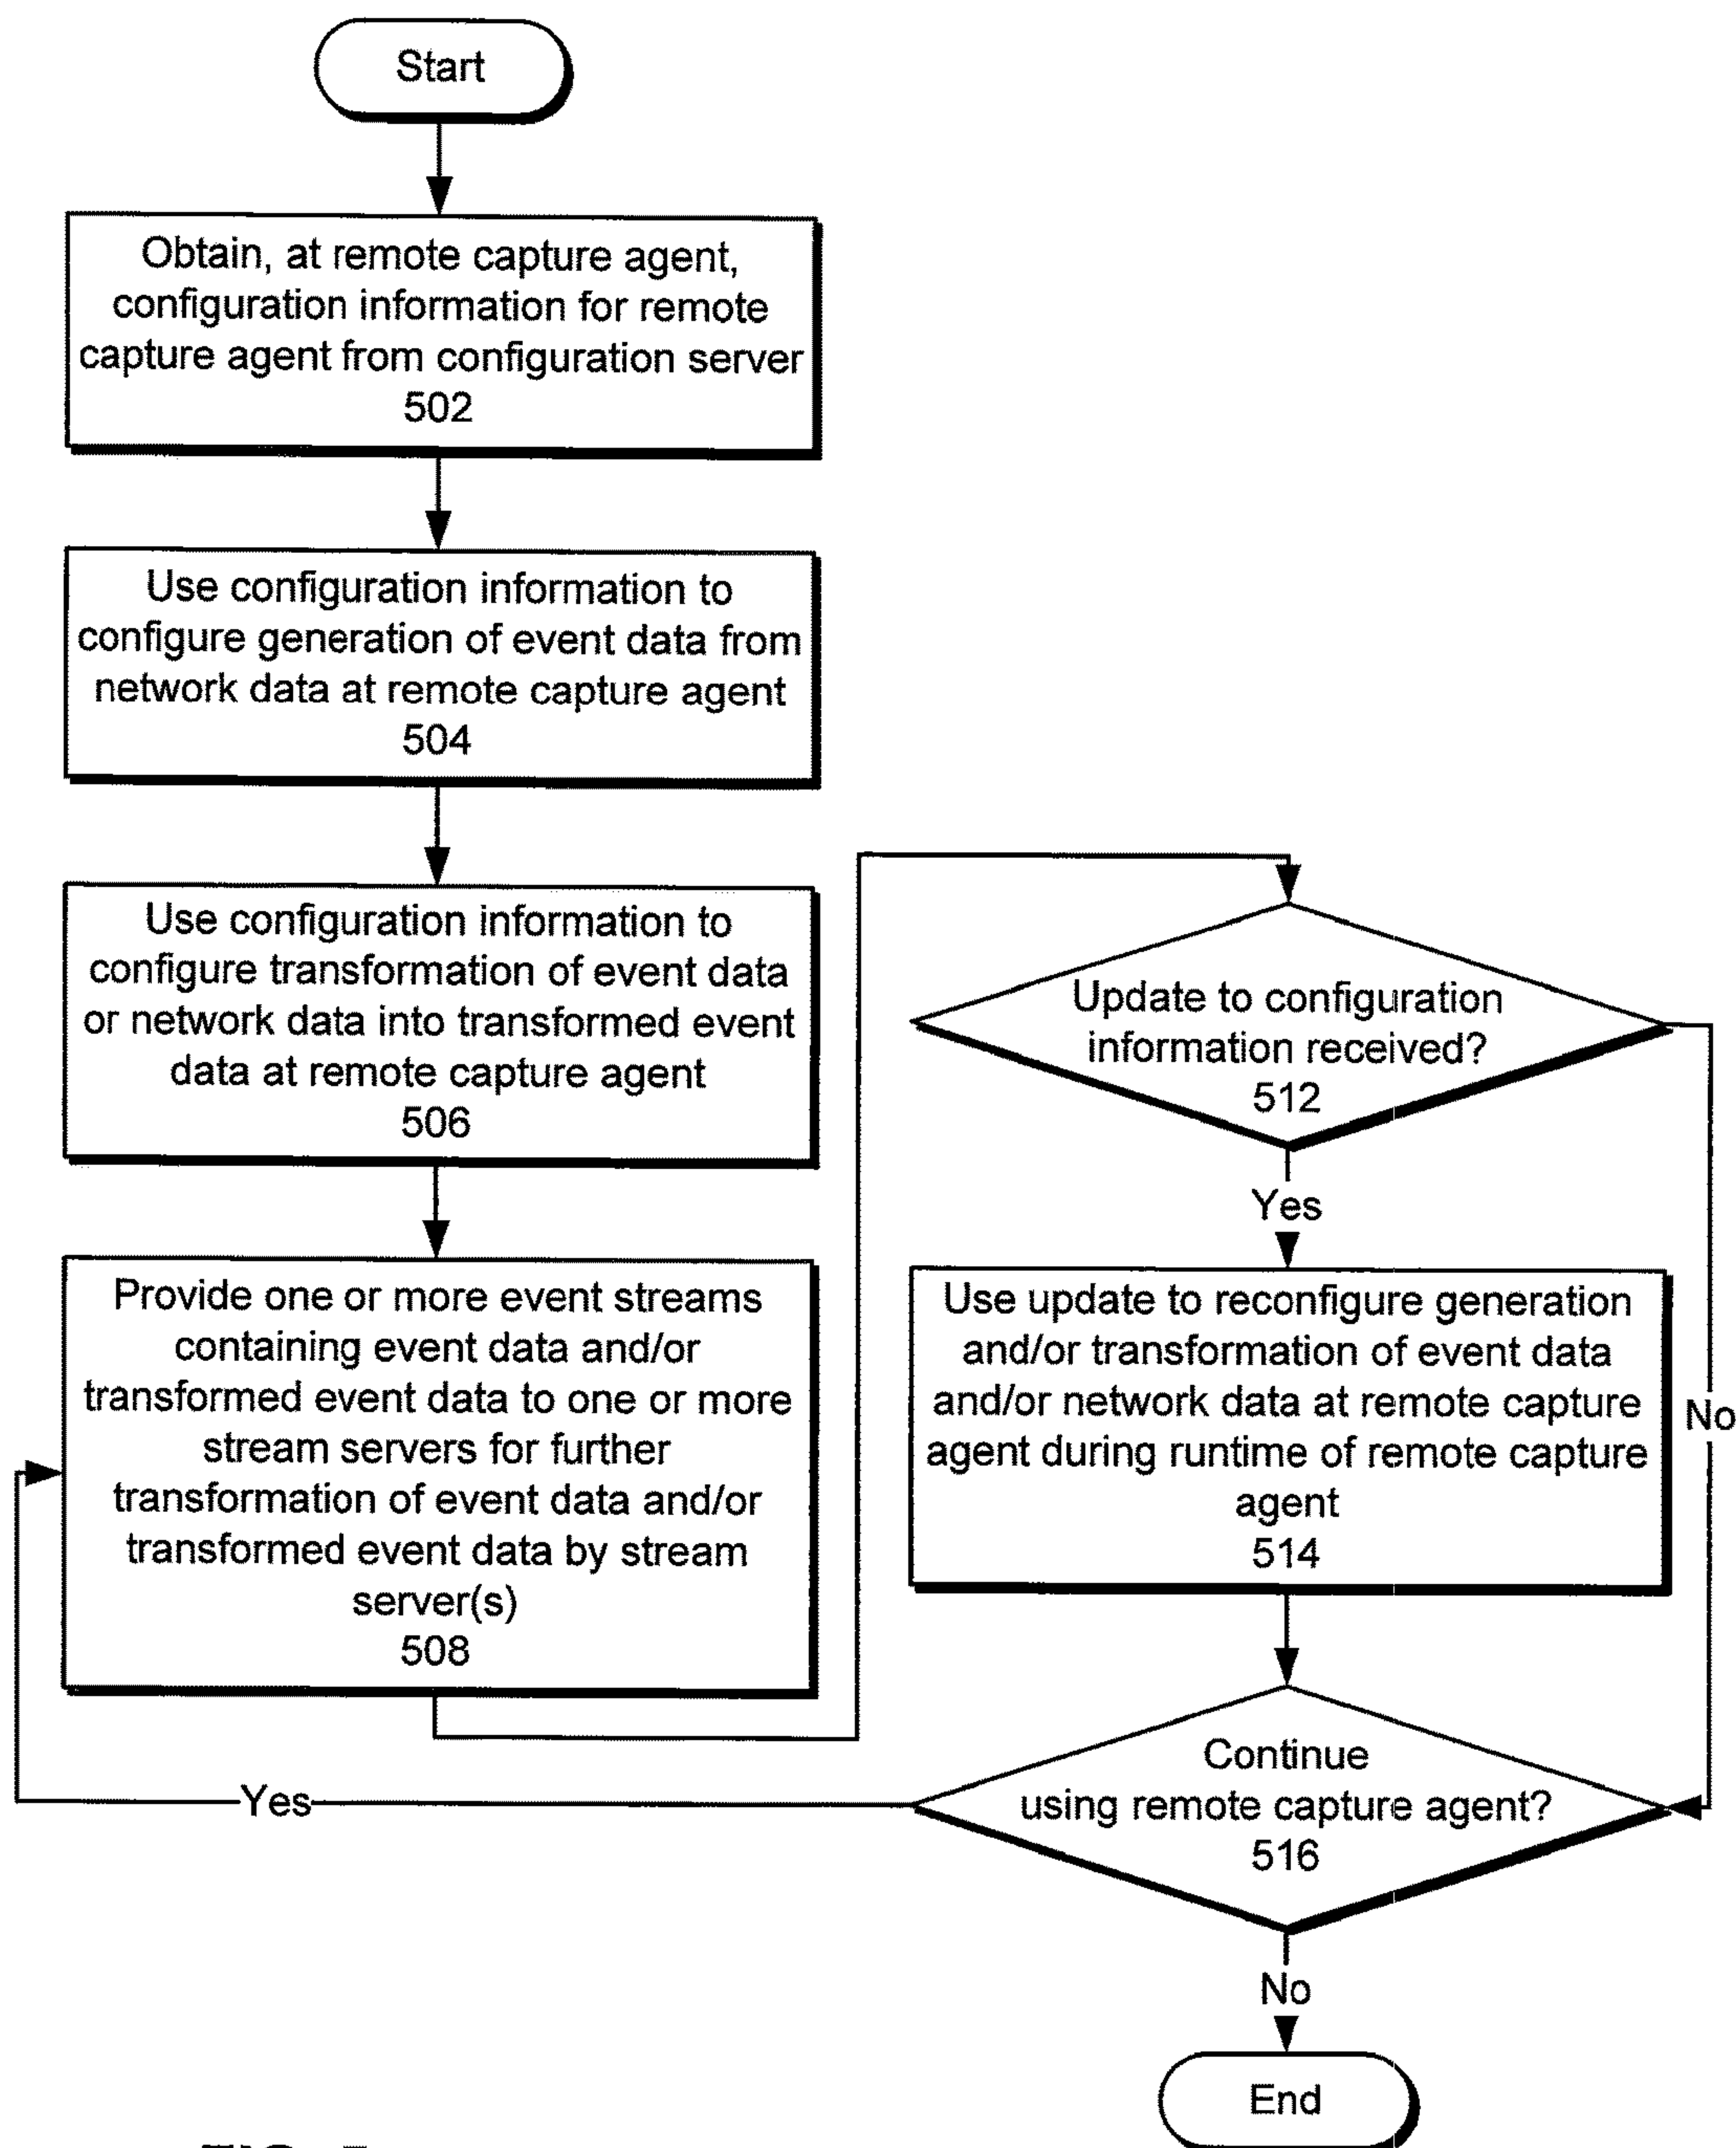 Start
Obtain, at remote capture agent,
configuration information for remote
capture agent from configuration server
502
Use configuration information to
configure generation of event data from
network data at remote capture agent
504
Use configuration information to
configure transformation of event data
or network data into transformed event
data at remote capture agent
506
Provide one or more event streams
containing event data and/or
transformed event data to one or more
stream servers for further
transformation of event data and/or
transformed event data by stream
server(s)
508
Update to configuration
information received?
512
Yes
Use update to reconfigure generation
and/or transformation of event data
and/or network data at remote capture
agent during runtime of remote capture
agent
514
No
Continue
using remote capture agent?
516
Yes
No
End